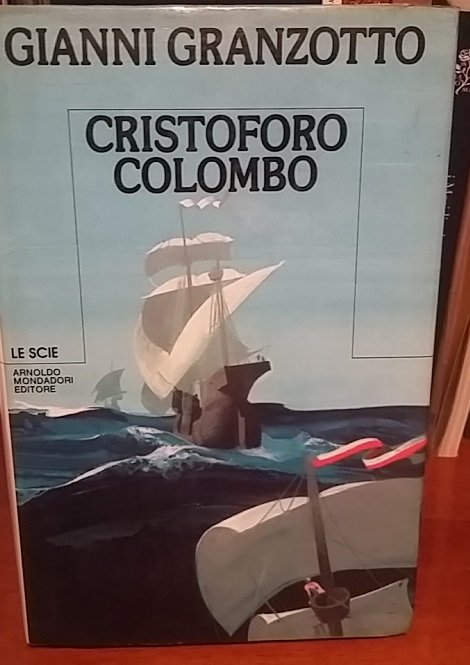 GIANNI GRANZOTTO
CRISTOFORO
COLOMBO
LE SCIE
ARNOLDO
MONDADORI
EDITORE